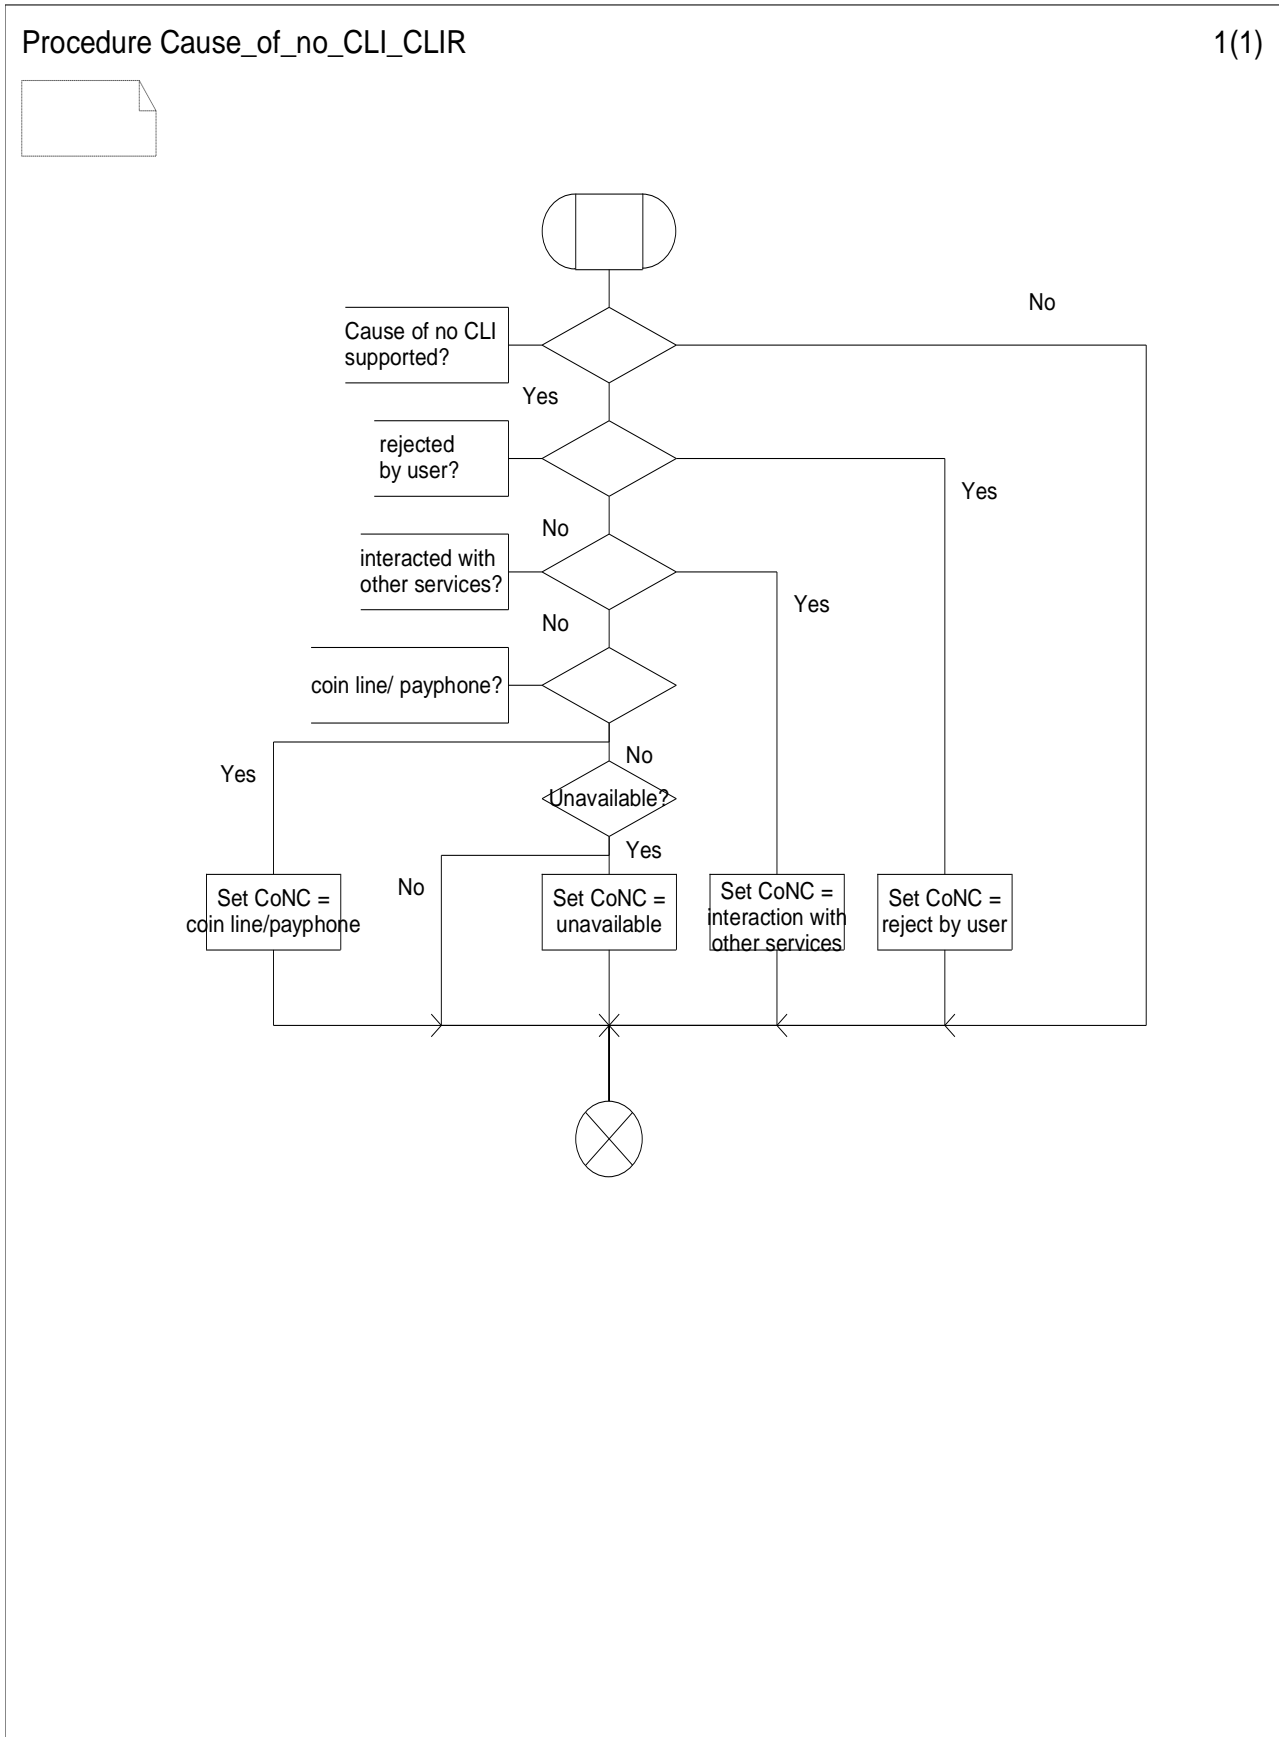 Procedure Cause_of_no_CLI_CLIR
1(1)
No
Cause of no CLI
supported?
Yes
rejected
by user?
Yes
No
interacted with
other services?
Yes
No
coin line/ payphone?
No
Yes
Unavailable?
Yes
No
Set CoNC =
coin line/payphone
Set CoNC =
unavailable
Set CoNC =
interaction with
other services
Set CoNC =
reject by user